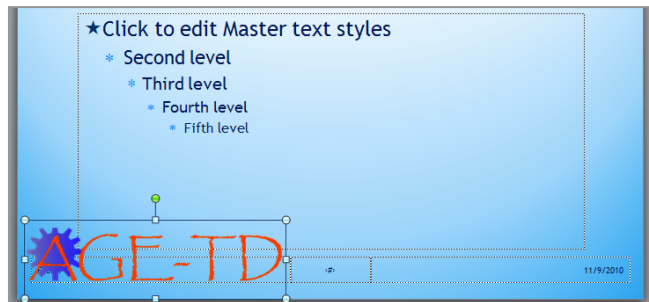 ★Click to edit Master text styles
* Second level
* Third level
* Fourth level
* Fifth level
AGE-TD
‹#›
11/9/2010